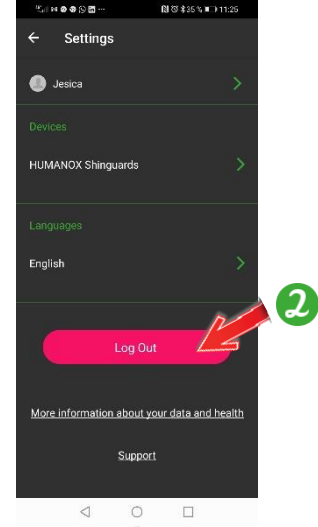 35 % 11:25
Settings
Jesica
Devices
HUMANOX Shinguards
Languages
English
2
Log Out
More information about your data and health
Support